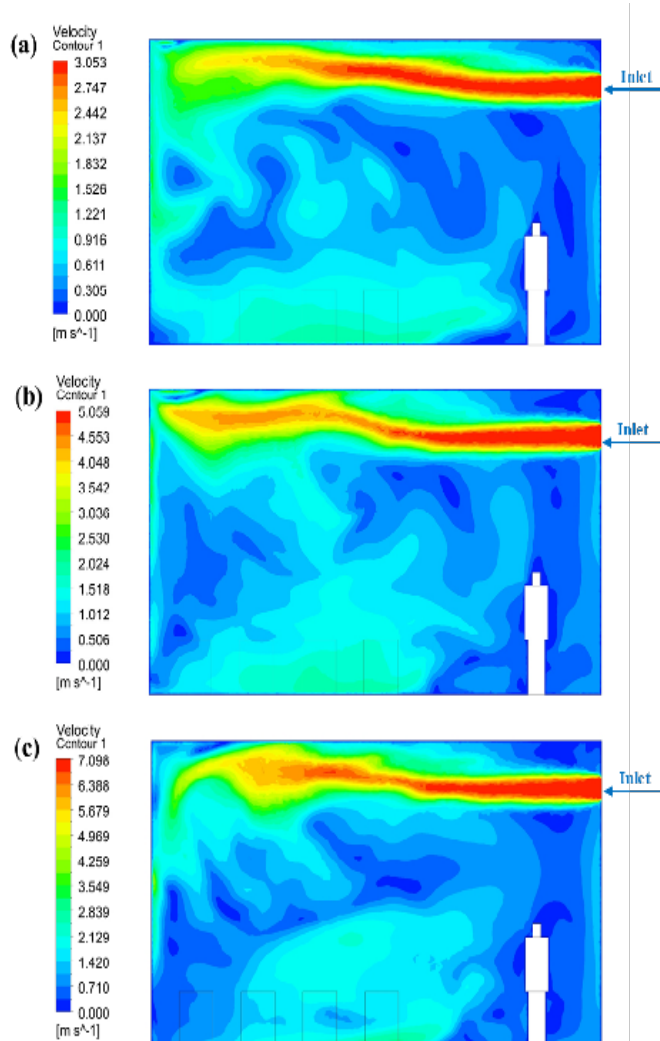 (a)
Velocity
Contour 1
3.053
2.747
2.442
2.137
1.832
1.526
1.221
0.916
0.611
0.305
0.000
[m s^-1]
Inlet
(b)
Velocity
Contour 1
5.059
4.553
4.048
3.542
3.036
2.530
2.024
1.518
1.012
0.506
0.000
[m s^-1]
Inlet
(c)
Velocity
Contour 1
7.098
6.388
5.679
4.969
4.259
3.549
2.839
2.129
1.420
0.710
0.000
[m s^-1]
Inlet